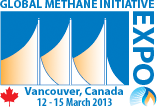 GLOBAL METHANE INITIATIVE
EXPO
Vancouver, Canada
12 - 15 March 2013